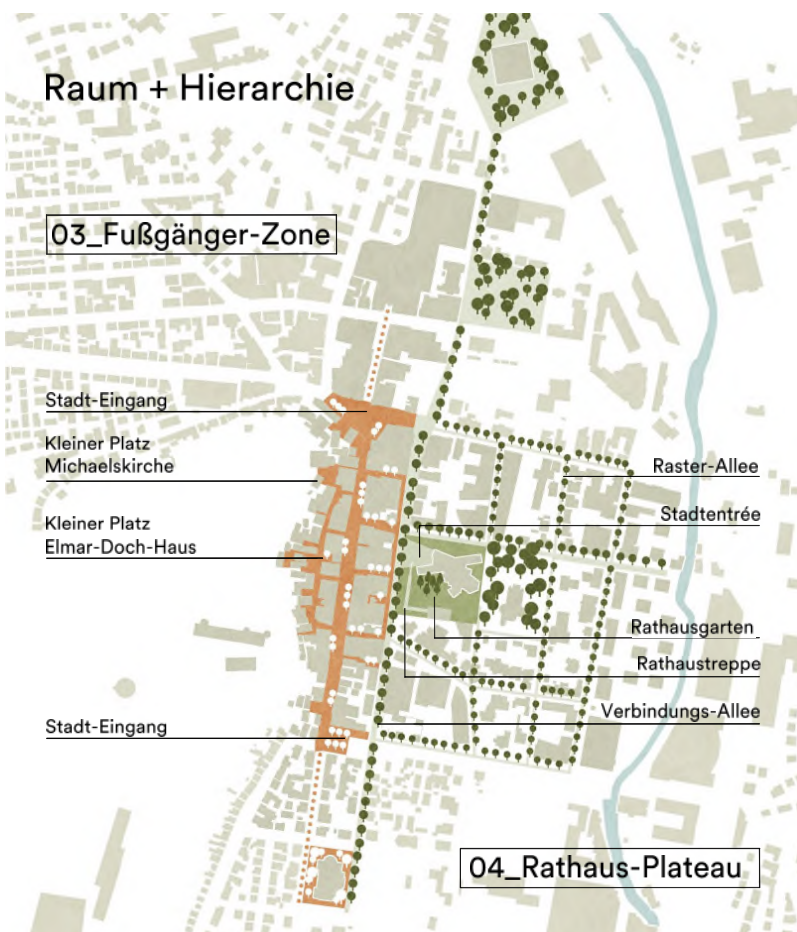 Raum + Hierarchie
03_Fußgänger-Zone
Stadt-Eingang
Kleiner Platz
Michaelskirche
Kleiner Platz
Elmar-Doch-Haus
Stadt-Eingang
Raster-Allee
Stadtentrée
Rathausgarten
Rathaustreppe
Verbindungs-Allee
04_Rathaus-Plateau